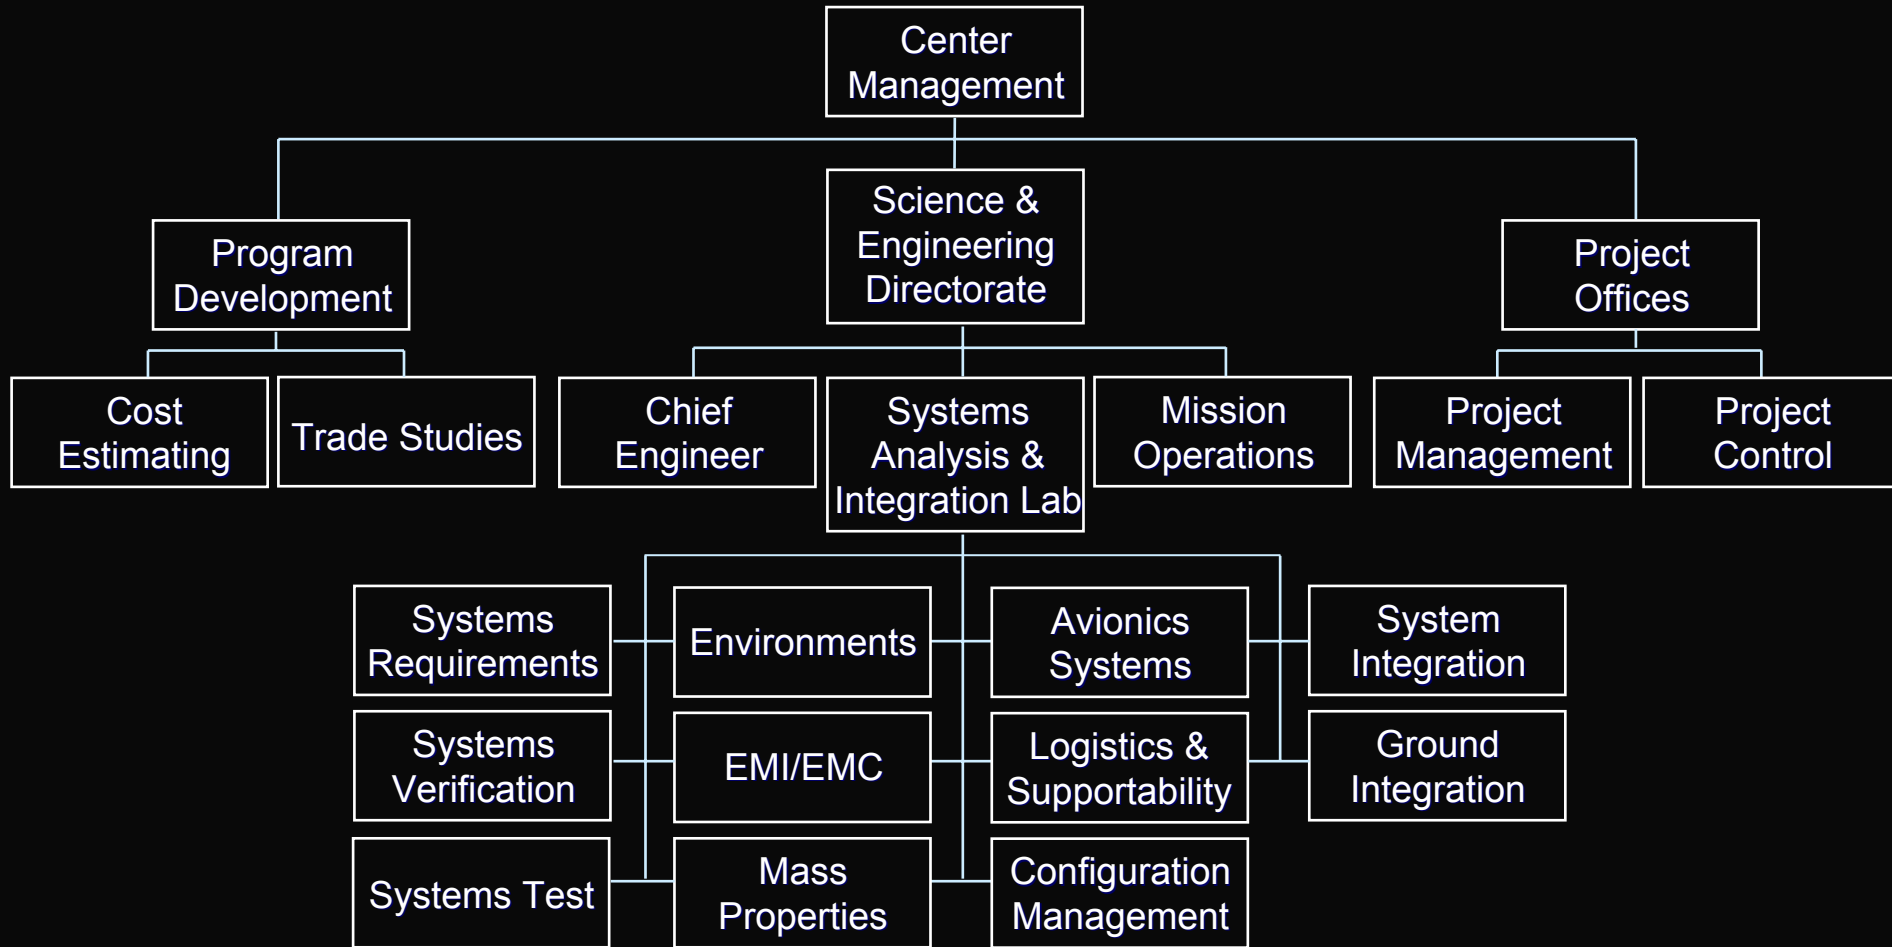 Center
Management
Program
Development
Science &
Engineering
Directorate
Project
Offices
Cost
Estimating
Trade Studies
Chief
Engineer
Systems
Analysis &
Integration Lab
Mission
Operations
Project
Management
Project
Control
Systems
Requirements
Environments
Avionics
Systems
System
Integration
Systems
Verification
EMI/EMC
Logistics &
Supportability
Ground
Integration
Systems Test
Mass
Properties
Configuration
Management